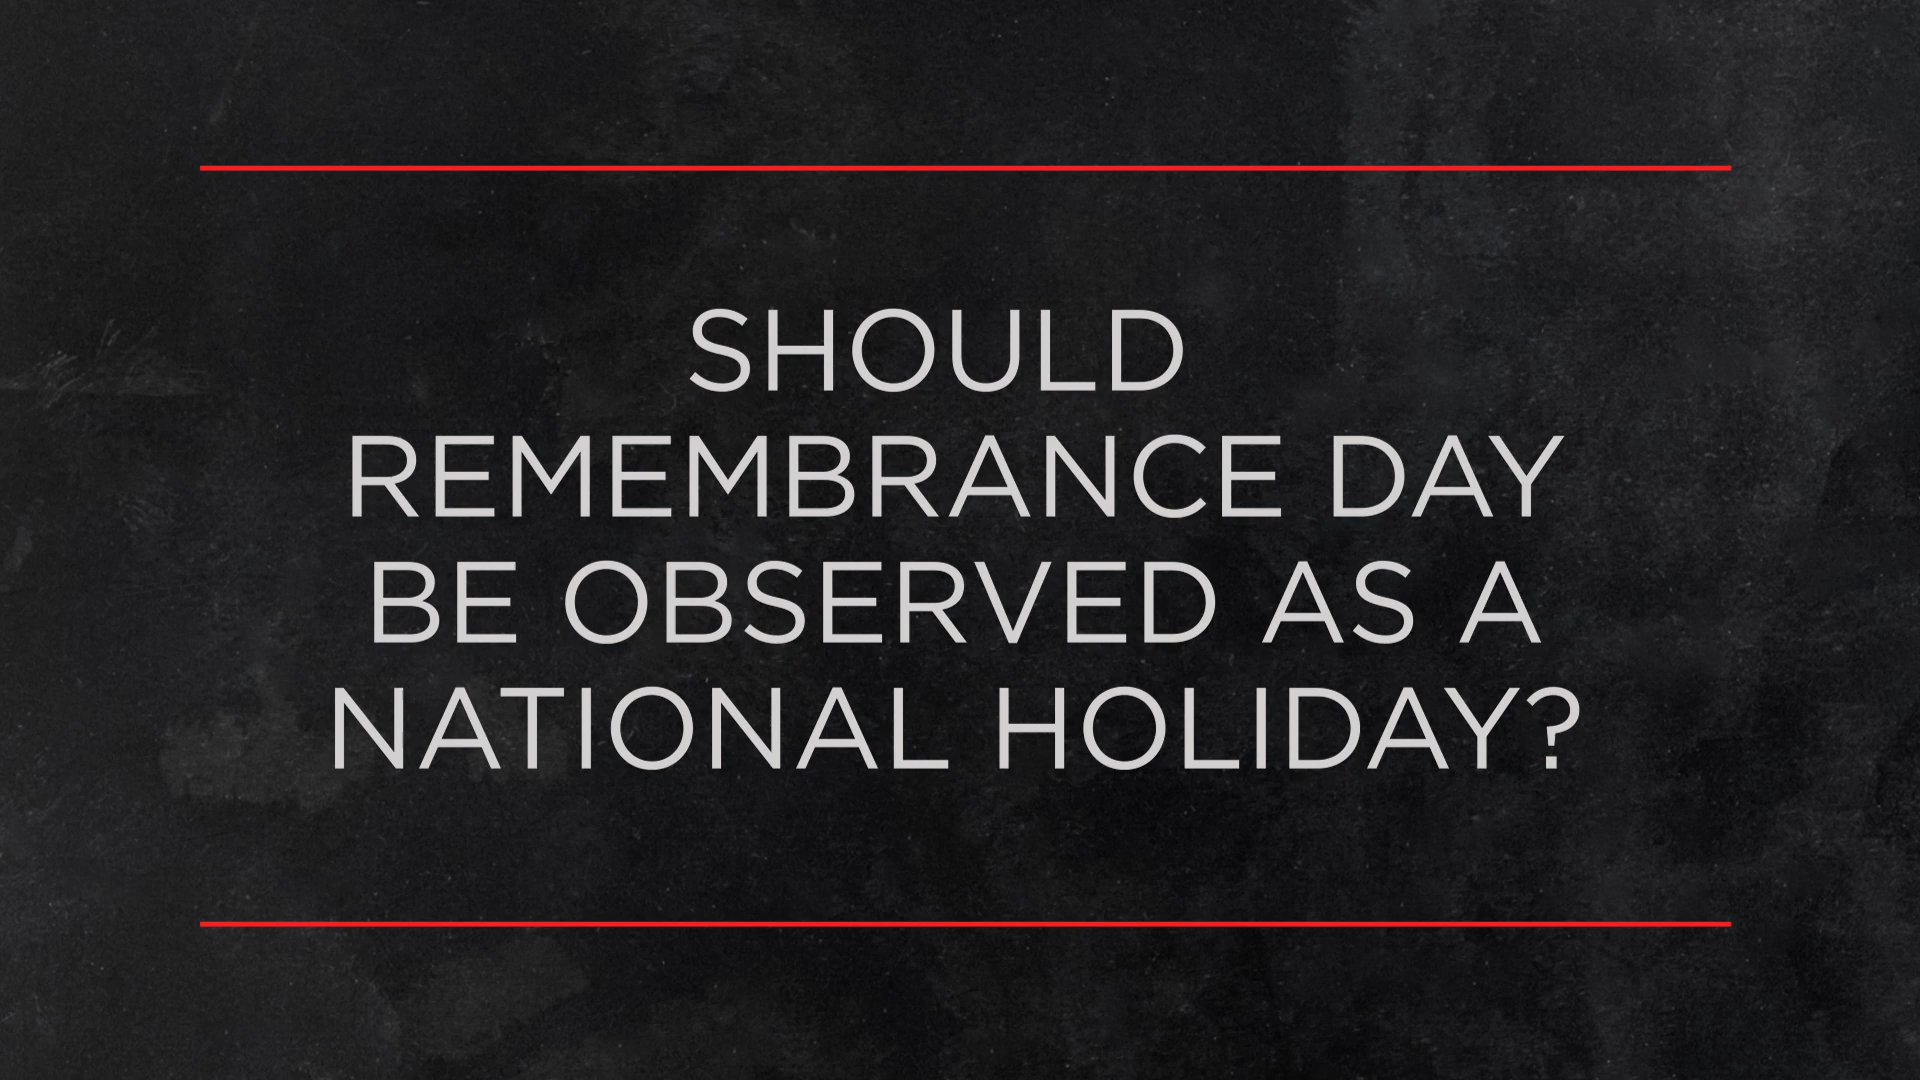 SHOULD
REMEMBRANCE DAY
BE OBSERVED AS A
NATIONAL HOLIDAY?